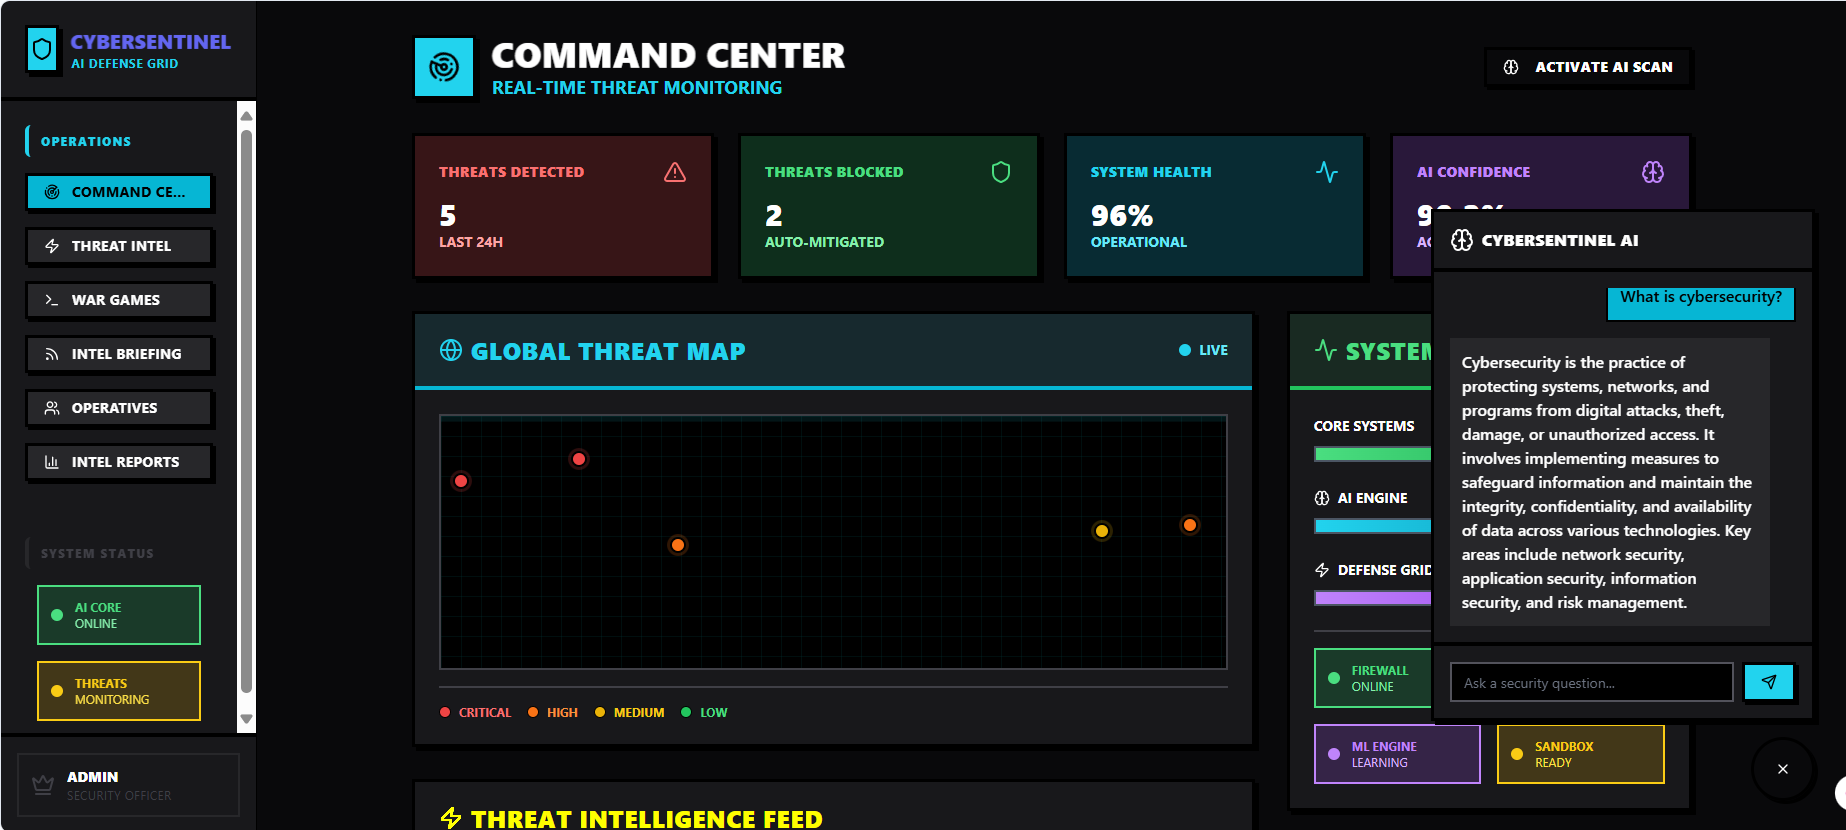 CYBERSENTINEL
AI DEFENSE GRID
OPERATIONS
COMMAND CE...
THREAT INTEL
WAR GAMES
INTEL BRIEFING
OPERATIVES
INTEL REPORTS
SYSTEM STATUS
AI CORE
ONLINE
THREATS
MONITORING
ADMIN
SECURITY OFFICER
COMMAND CENTER
REAL-TIME THREAT MONITORING
ACTIVATE AI SCAN
THREATS DETECTED
5
LAST 24H
THREATS BLOCKED
2
AUTO-MITIGATED
SYSTEM HEALTH
96%
OPERATIONAL
AI CONFIDENCE
GLOBAL THREAT MAP
LIVE
CRITICAL
HIGH
MEDIUM
LOW
THREAT INTELLIGENCE FEED
SYSTEM
CORE SYSTEMS
AI ENGINE
DEFENSE GRID
FIREWALL
ONLINE
ML ENGINE
LEARNING
SANDBOX
READY
CYBERSENTINEL AI
What is cybersecurity?
Cybersecurity is the practice of
protecting systems, networks, and
programs from digital attacks, theft,
damage, or unauthorized access. It
involves implementing measures to
safeguard information and maintain the
integrity, confidentiality, and availability
of data across various technologies. Key
areas include network security,
application security, information
security, and risk management.
Ask a security question...